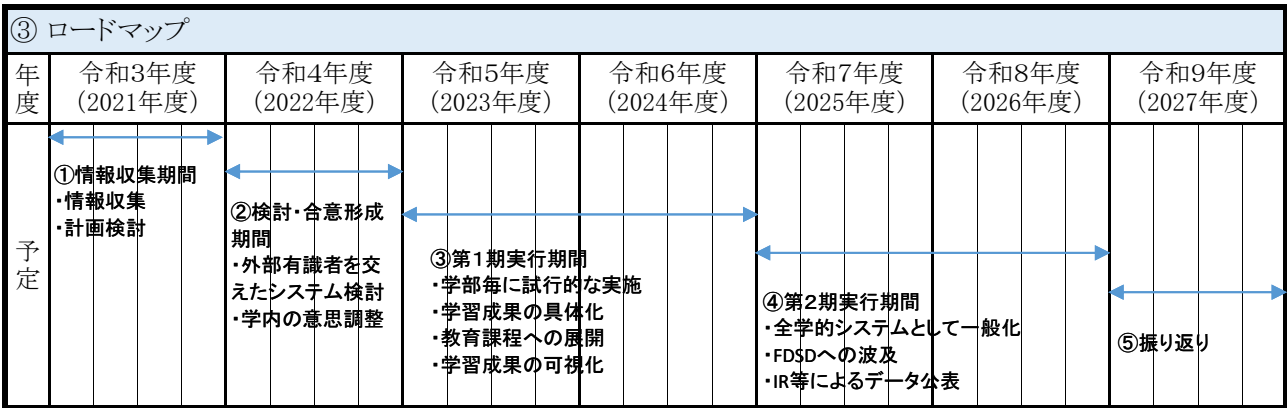 ③ ロードマップ
年度
令和3年度
(2021年度)
令和4年度
(2022年度)
令和5年度
(2023年度)
令和6年度
(2024年度)
令和7年度
(2025年度)
令和8年度
(2026年度)
令和9年度
(2027年度)
予定
①情報収集期間
・情報収集
・計画検討
②検討・合意形成
期間
・外部有識者を交
えたシステム検討
・学内の意思調整
③第1期実行期間
・学部毎に試行的な実施
・学習成果の具体化
・教育課程への展開
・学習成果の可視化
④第2期実行期間
・全学的システムとして一般化
・FDSDへの波及
・IR等によるデータ公表
⑤振り返り